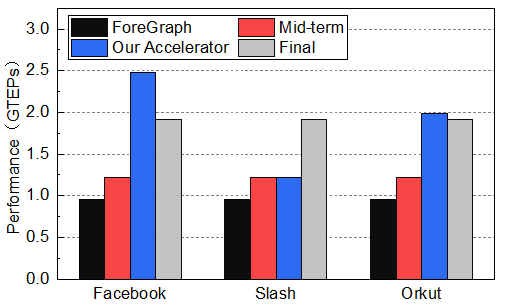 ForeGraph Mid-term
Our Accelerator Final
Performance（GTEPs）
3.0
2.5
2.0
1.5
1.0
0.5
0.0
Facebook Slash Orkut